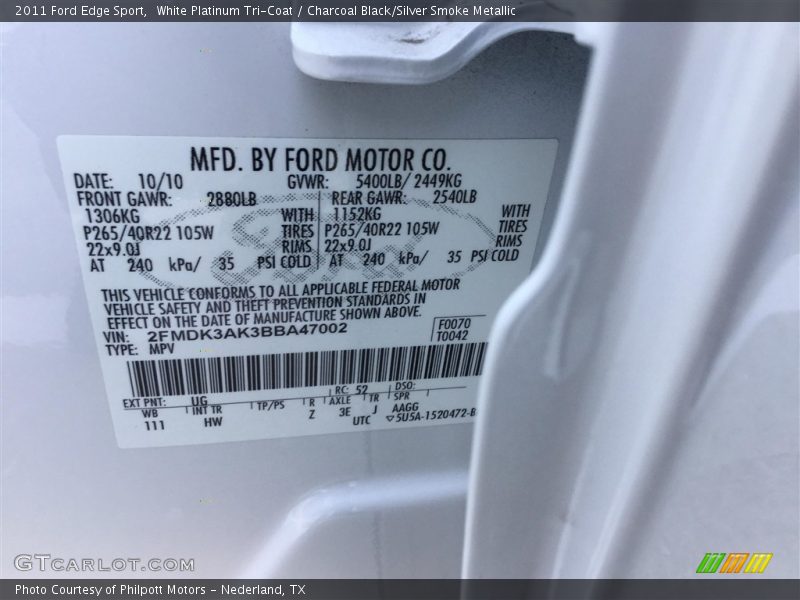 2011 Ford Edge Sport, White Platinum Tri-Coat / Charcoal Black/Silver Smoke Metallic
MFD. BY FORD MOTOR CO.
DATE: 10/10 GVWR: 5400LB/ 2449KG
FRONT GAWR: 2880LB REAR GAWR: 2540LB
1306KG WITH 1152KG WITH
P265/40R22 105W TIRES P265/40R22 105W TIRES
22x9.0J RIMS 22x9.0J RIMS
AT 240 kPa/ 35 PSI COLD AT 240 kPa/ 35 PSI COLD
THIS VEHICLE CONFORMS TO ALL APPLICABLE FEDERAL MOTOR
VEHICLE SAFETY AND THEFT PREVENTION STANDARDS IN
EFFECT ON THE DATE OF MANUFACTURE SHOWN ABOVE.
VIN: 2FMDK3AK3BBA47002 F0070
TYPE: MPV T0042
EXT PNT: UG RC: 52 DSO:
WB INT TR TP/PS R AXLE TR SPR
111 HW Z 3E J AAGG
UTC ▽5U5A-1520472-B
GTCARLOT.COM
Photo Courtesy of Philpott Motors - Nederland, TX